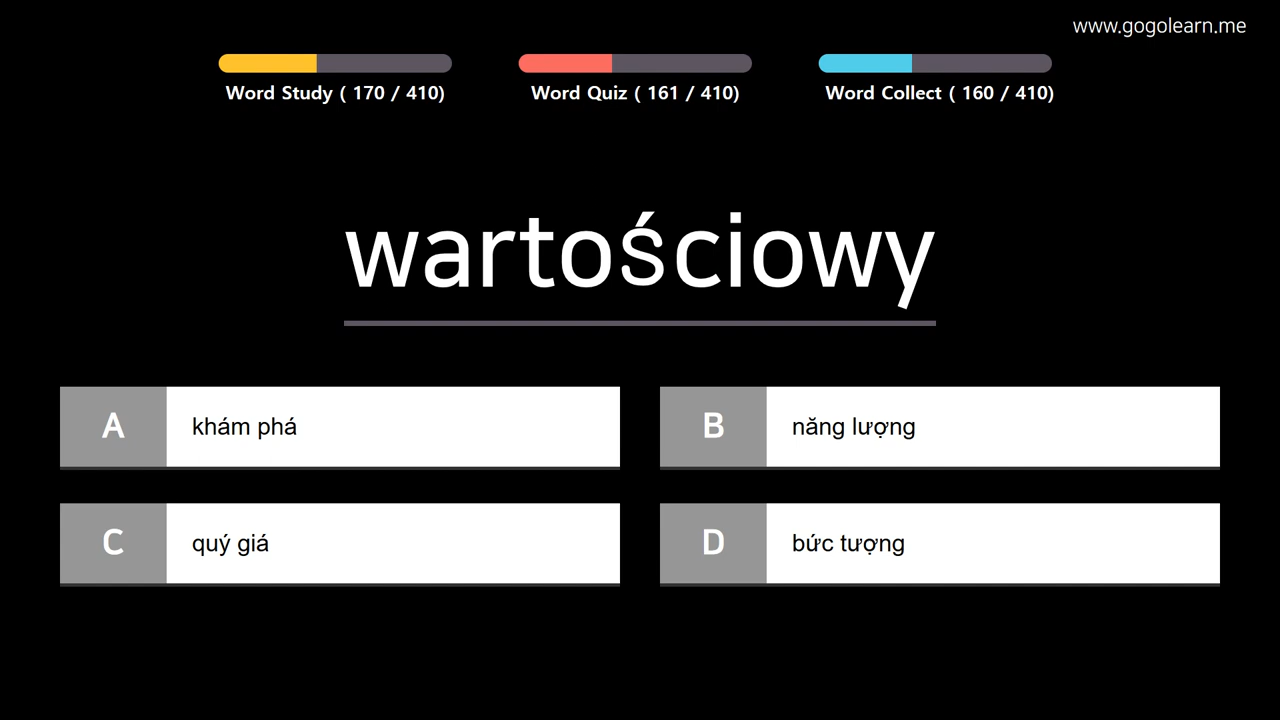 www.gogolearn.me
Word Study ( 170 / 410)
Word Quiz ( 161 / 410)
Word Collect ( 160 / 410)
wartościowy
A
khám phá
B
năng lượng
C
quý giá
D
bức tượng